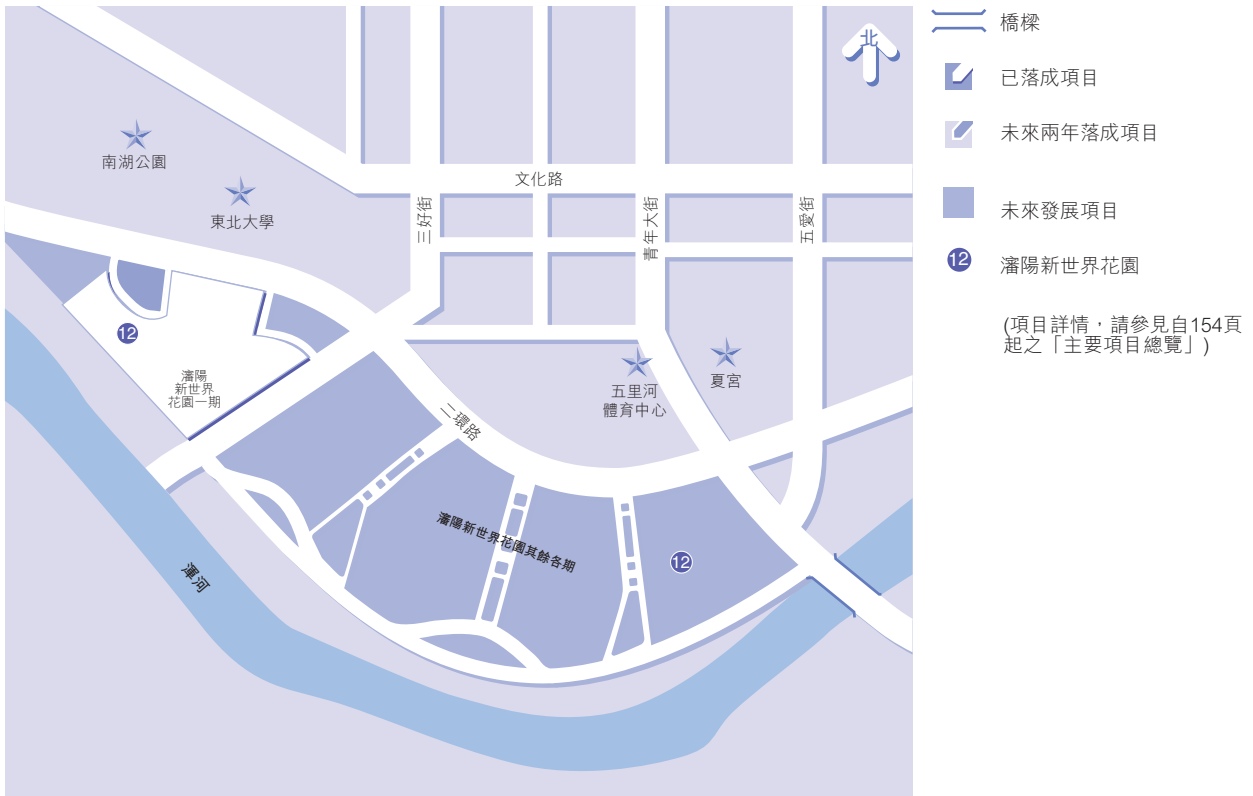 北
南湖公園
東北大學
文化路
三好街
青年大街
五愛街
12
瀋陽
新世界
花園一期
五里河
體育中心
夏宮
二環路
瀋陽新世界花園其餘各期
12
渾河
橋樑
已落成項目
未來兩年落成項目
未來發展項目
12 瀋陽新世界花園
(項目詳情，請參見自154頁
起之「主要項目總覽」)